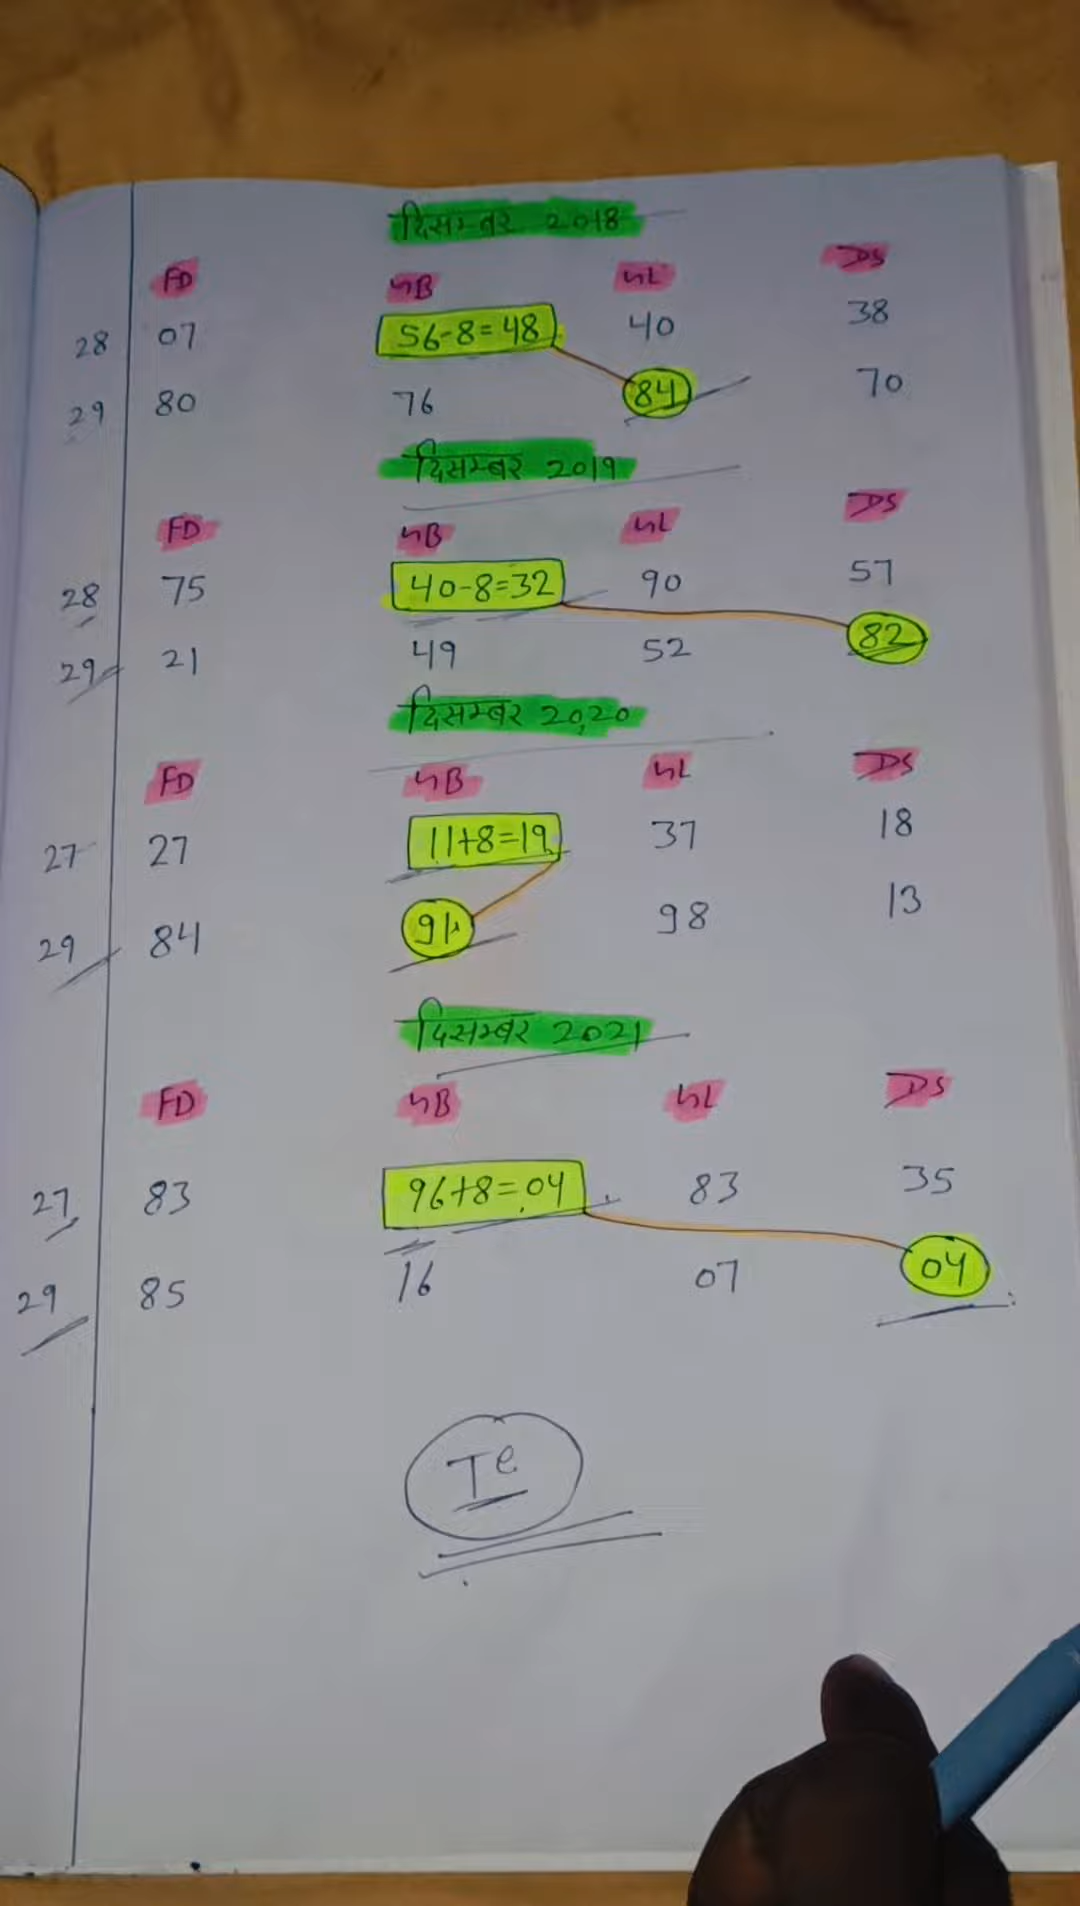 दिसम्बर 2018
FD GB GL DS
28 07 56-8=48 40 38
29 80 76 84 70
दिसम्बर 2019
FD GB GL DS
28 75 40-8=32 90 57
29 21 49 52 82
दिसम्बर 2020
FD GB GL DS
27 27 11+8=19 37 18
29 84 91 98 13
दिसम्बर 2021
FD GB GL DS
27 83 96+8=04 83 35
29 85 16 07 04
Te